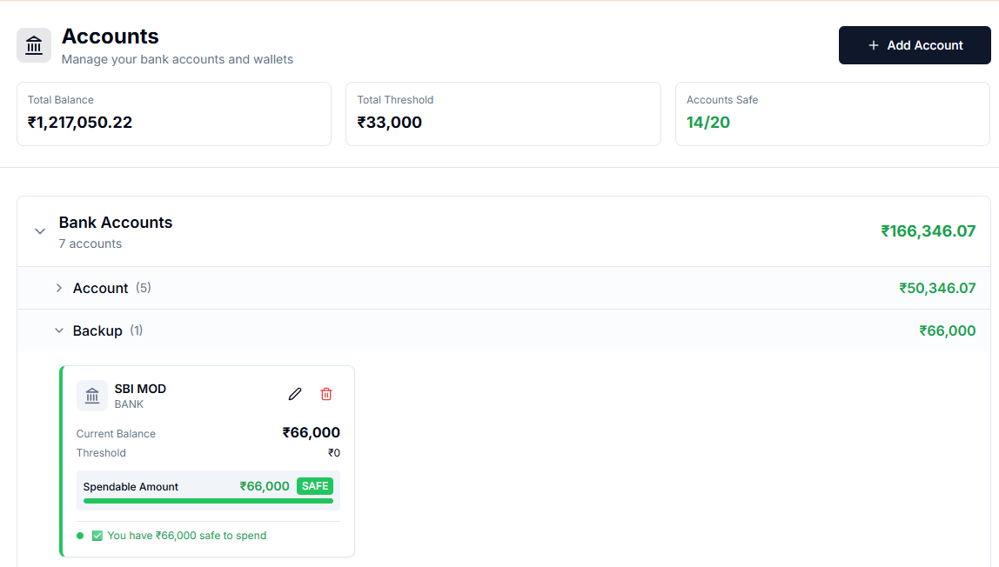 Accounts
Manage your bank accounts and wallets
+ Add Account
Total Balance
₹1,217,050.22
Total Threshold
₹33,000
Accounts Safe
14/20
Bank Accounts
7 accounts
₹166,346.07
Account (5)
₹50,346.07
Backup (1)
₹66,000
SBI MOD
BANK
Current Balance ₹66,000
Threshold ₹0
Spendable Amount ₹66,000 SAFE
✅ You have ₹66,000 safe to spend